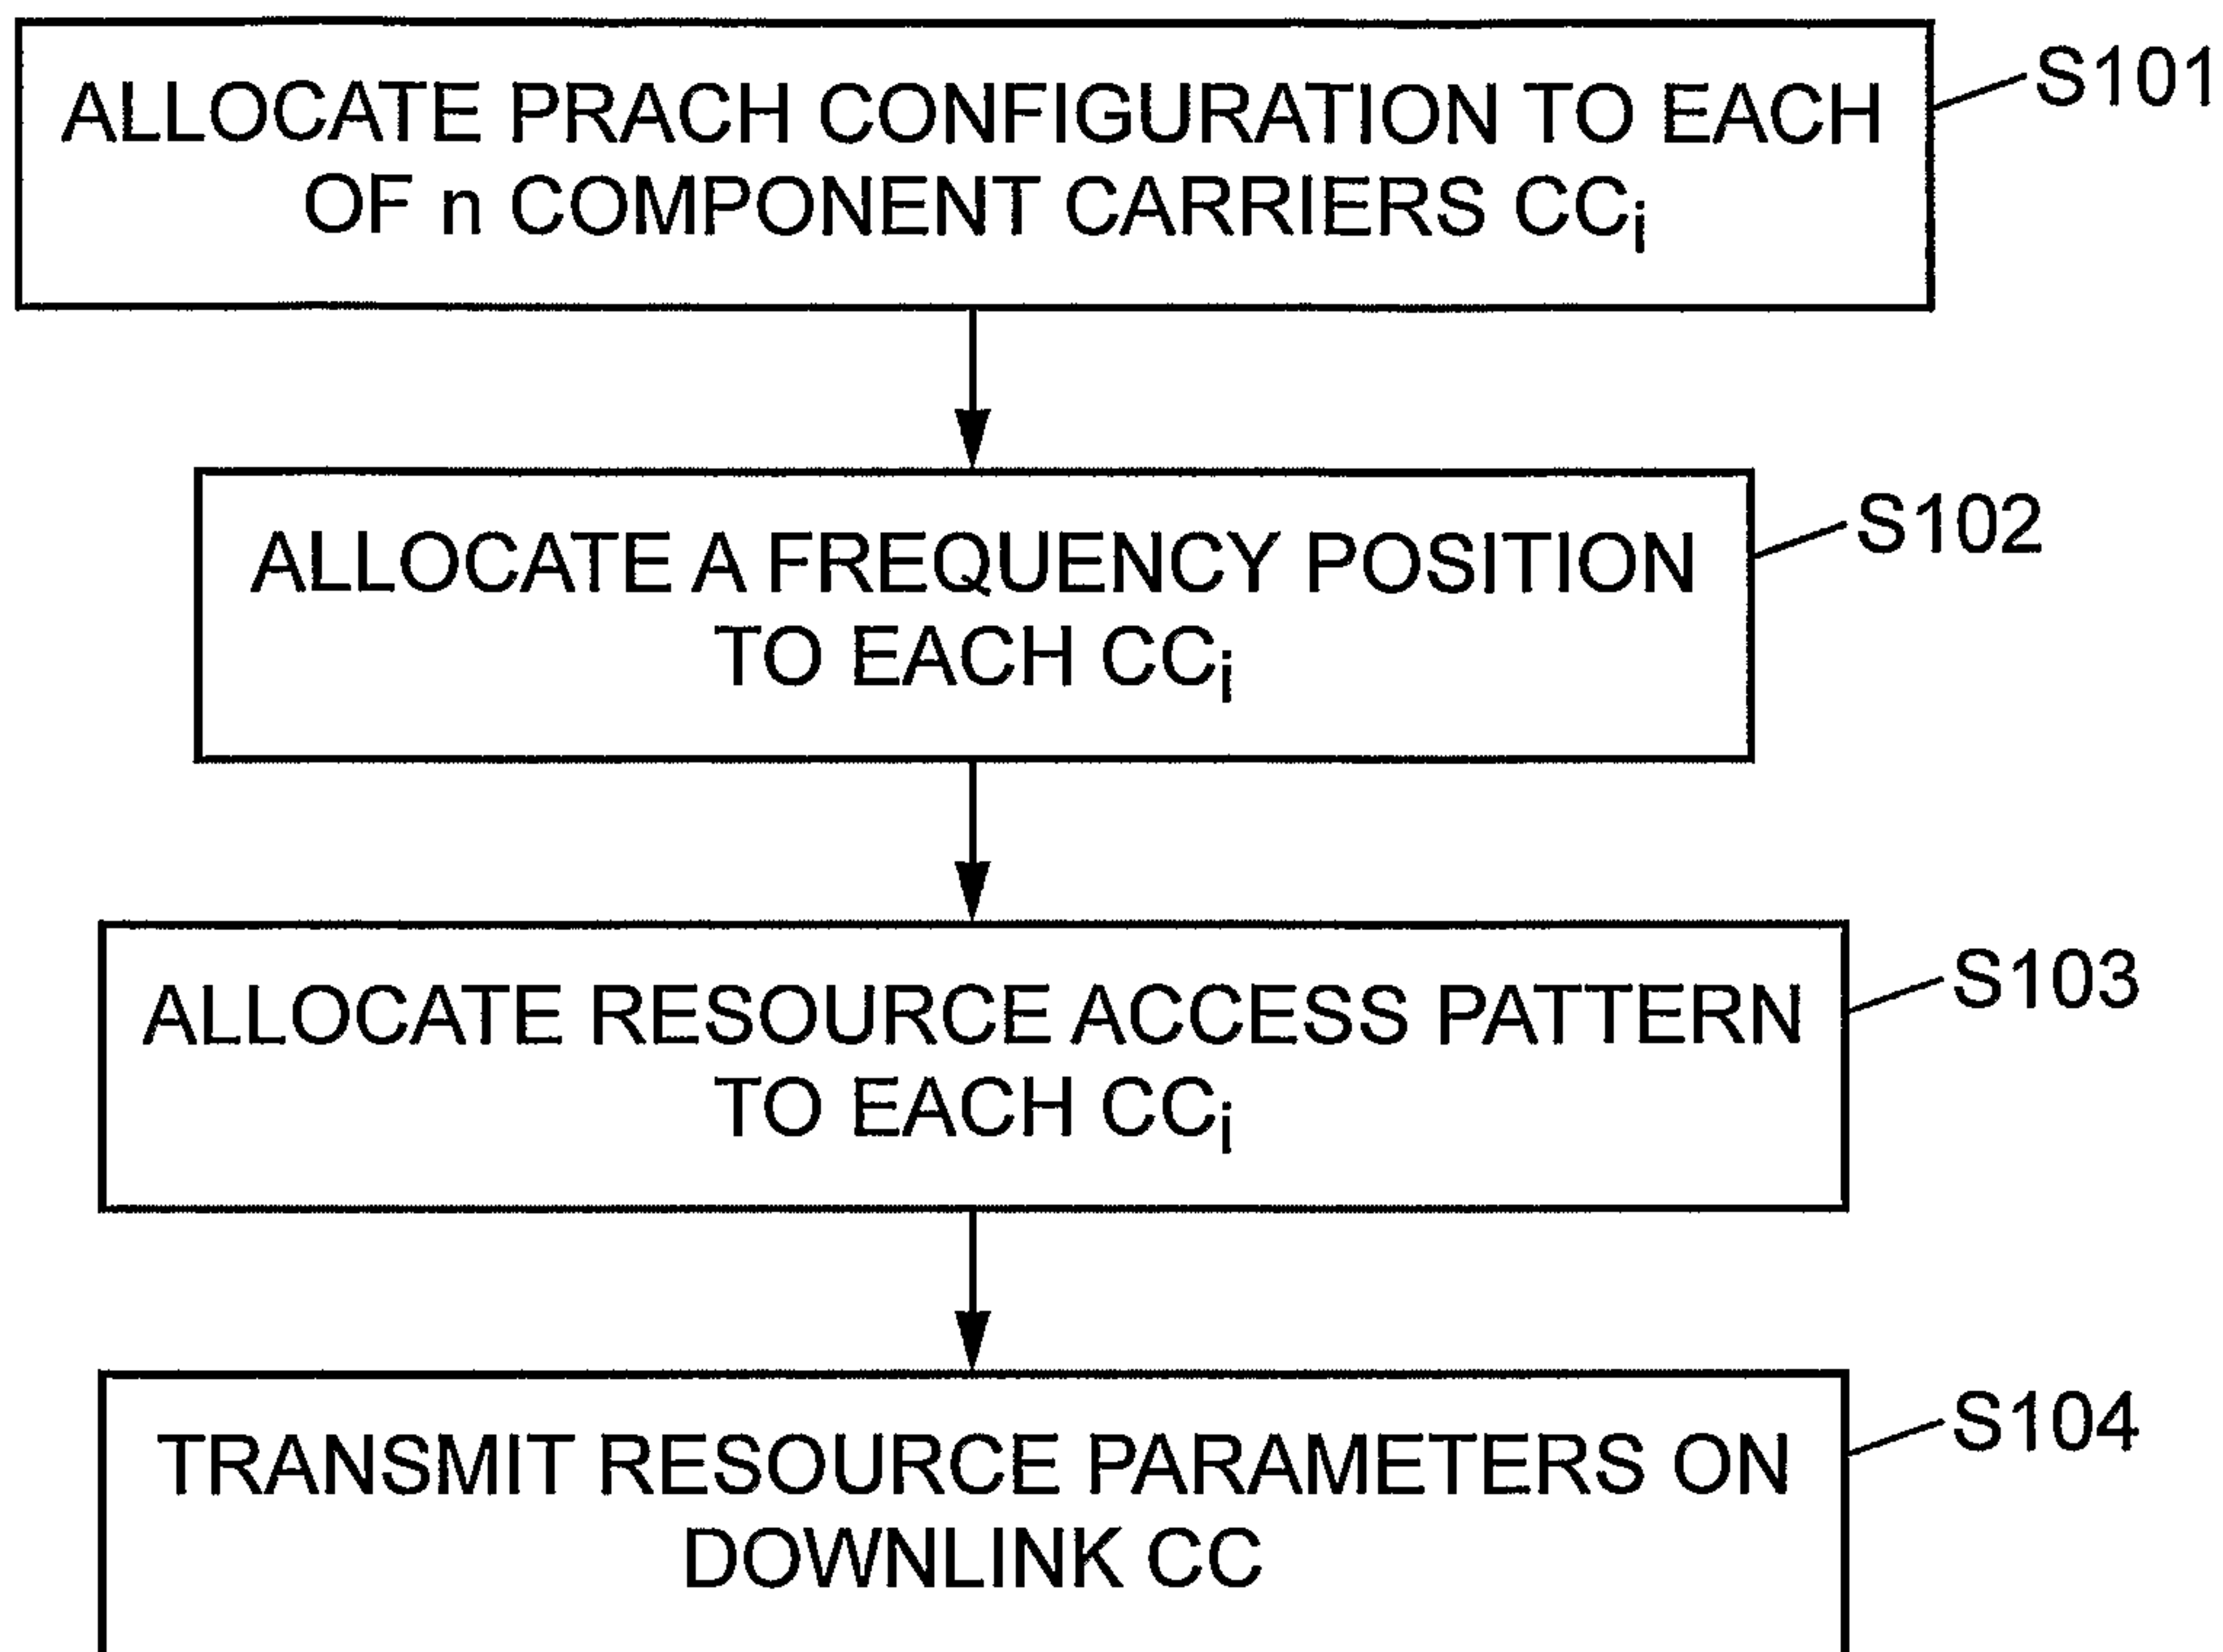 ALLOCATE PRACH CONFIGURATION TO EACH
OF n COMPONENT CARRIERS CCi
S101
ALLOCATE A FREQUENCY POSITION
TO EACH CCi
S102
ALLOCATE RESOURCE ACCESS PATTERN
TO EACH CCi
S103
TRANSMIT RESOURCE PARAMETERS ON
DOWNLINK CC
S104